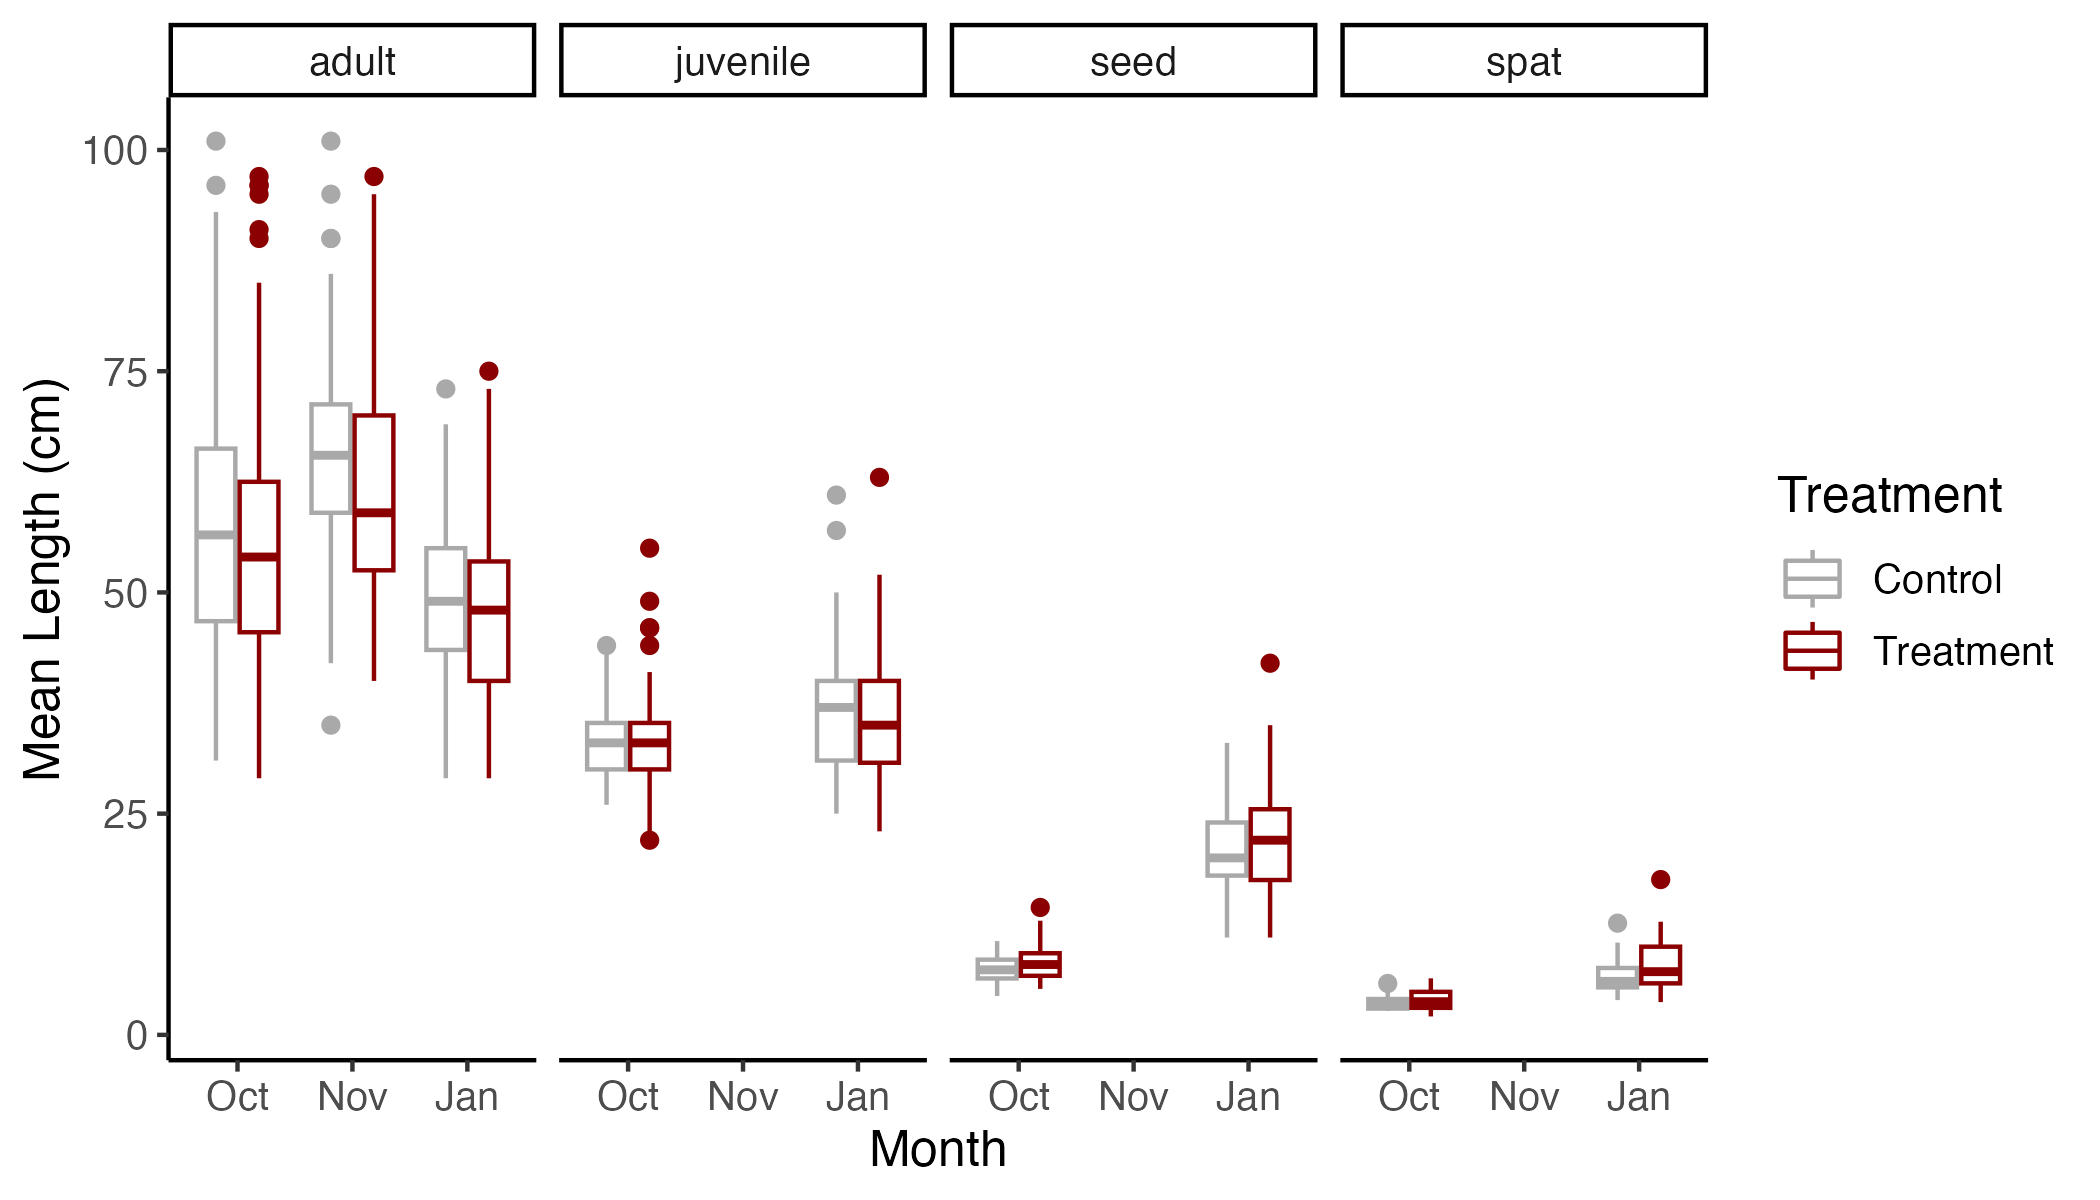 adult juvenile seed spat
100
75
50
25
0
Mean Length (cm)
Oct Nov Jan Oct Nov Jan Oct Nov Jan Oct Nov Jan
Month
Treatment
Control
Treatment